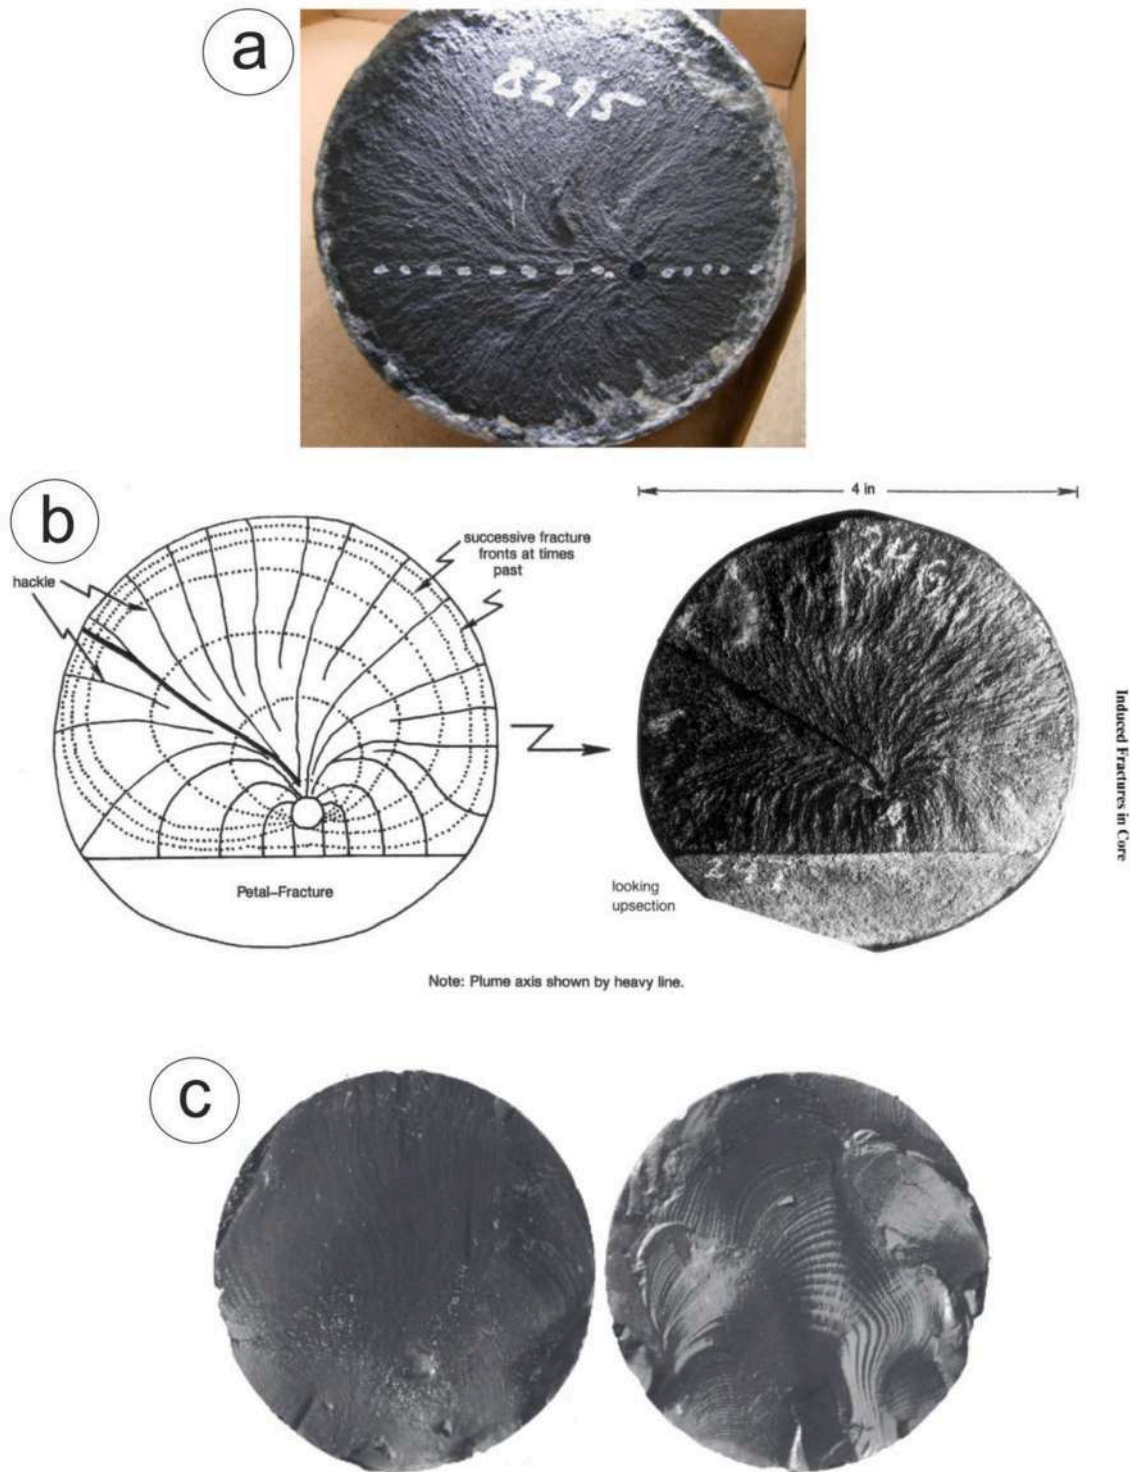 a
8295
b
hackle
successive fracture
fronts at times
past
Petal–Fracture
4 in
246
looking
upsection
Induced Fractures in Core
Note: Plume axis shown by heavy line.
c